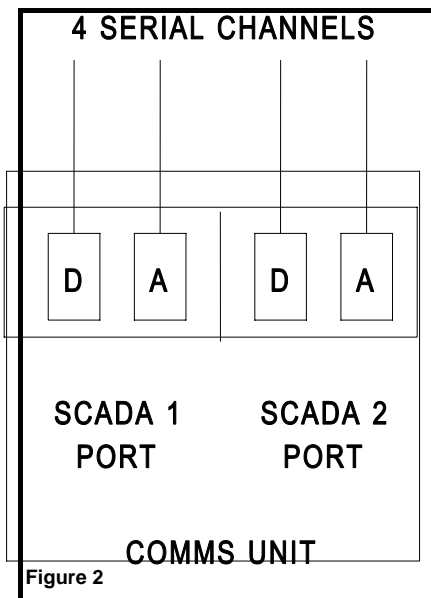 4 SERIAL CHANNELS
D A D A
SCADA 1 SCADA 2
PORT PORT
COMMS UNIT
Figure 2